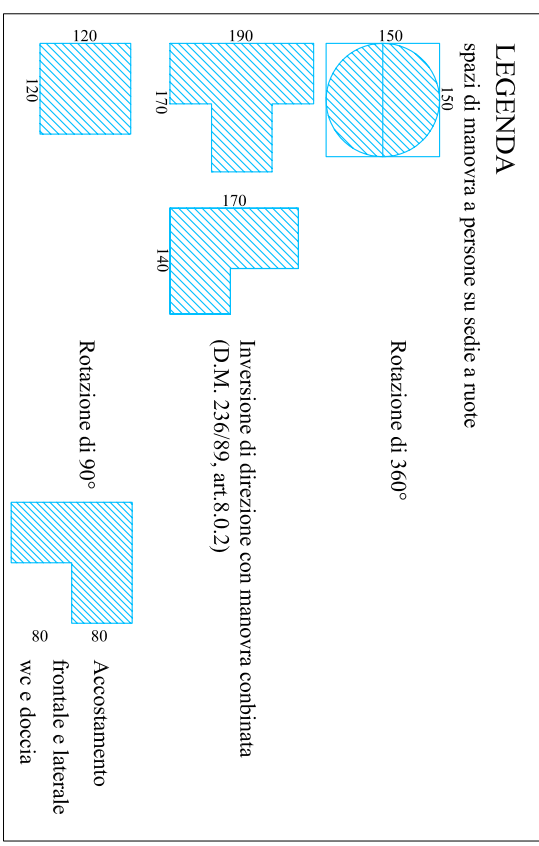 LEGENDA
spazi di manovra a persone su sedie a ruote
150
150
Rotazione di 360°
190
170
170
140
Inversione di direzione con manovra conbinata
(D.M. 236/89, art.8.0.2)
120
120
Rotazione di 90°
80
80
Accostamento
frontale e laterale
wc e doccia